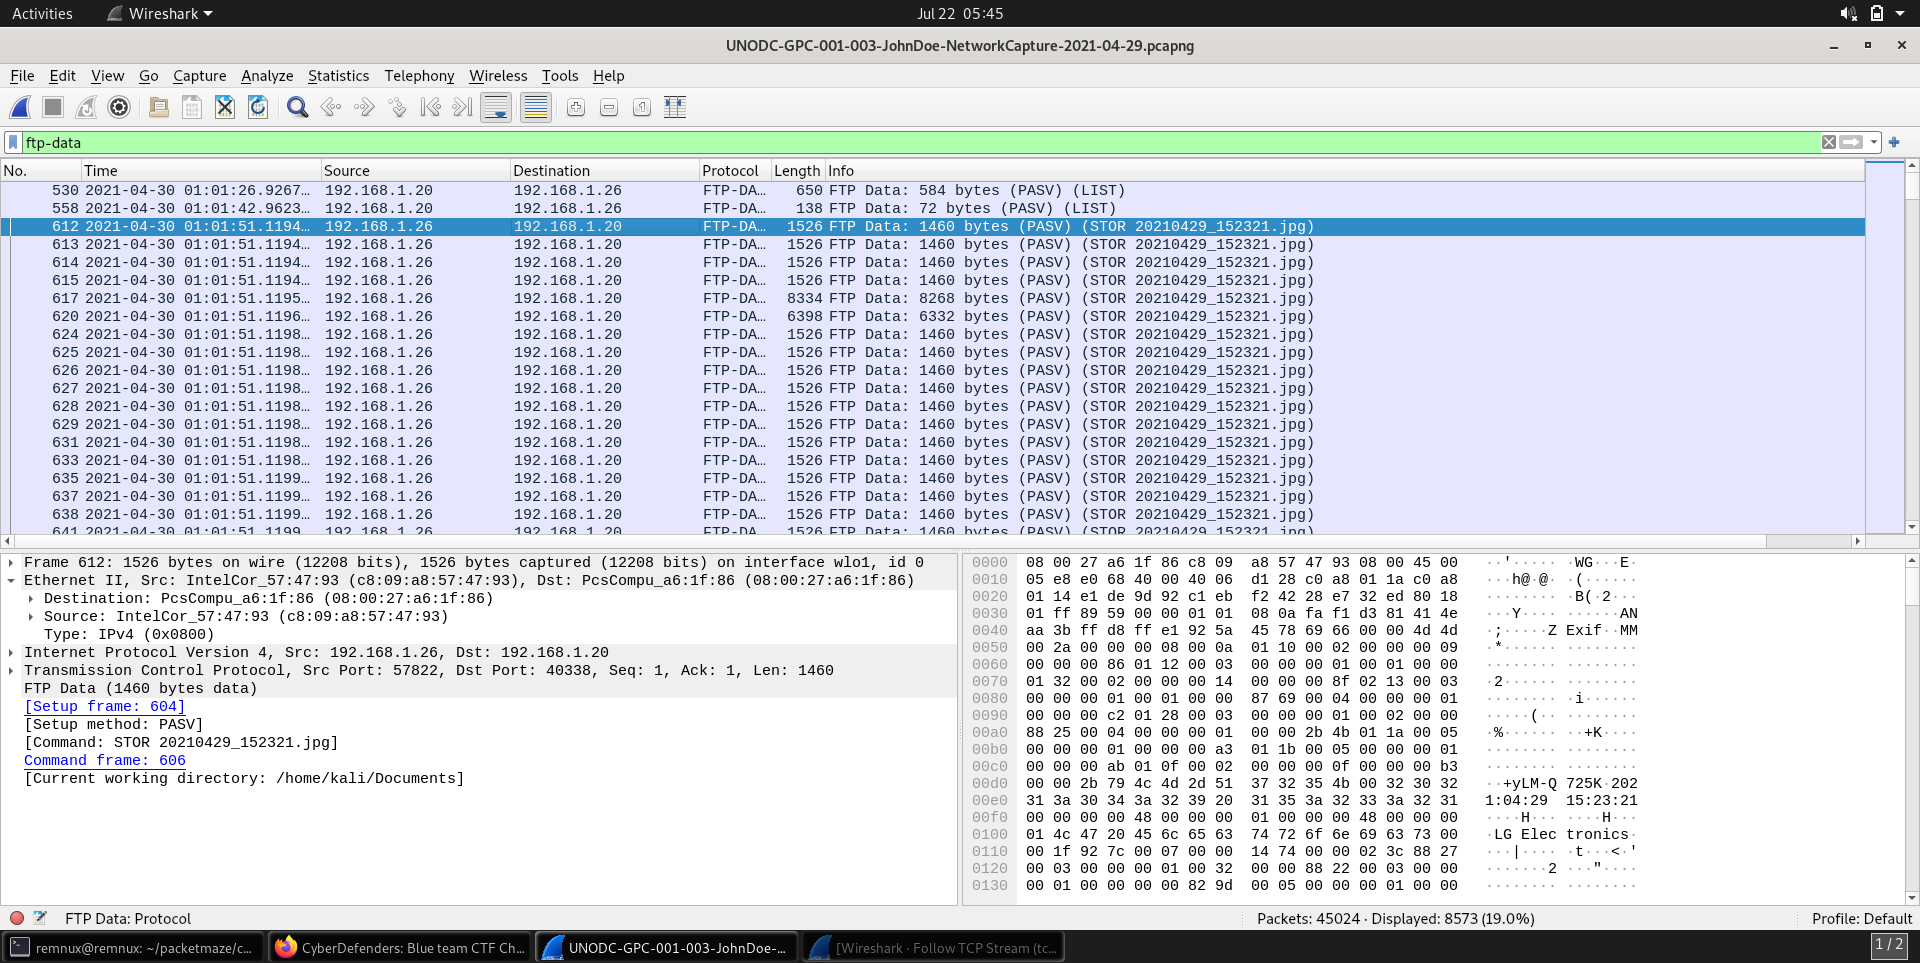 Activities Wireshark Jul 22 05:45
UNODC-GPC-001-003-JohnDoe-NetworkCapture-2021-04-29.pcapng
File Edit View Go Capture Analyze Statistics Telephony Wireless Tools Help
ftp-data
No. Time Source Destination Protocol Length Info
530 2021-04-30 01:01:26.9267… 192.168.1.20 192.168.1.26 FTP-DA… 650 FTP Data: 584 bytes (PASV) (LIST)
558 2021-04-30 01:01:42.9623… 192.168.1.20 192.168.1.26 FTP-DA… 138 FTP Data: 72 bytes (PASV) (LIST)
612 2021-04-30 01:01:51.1194… 192.168.1.26 192.168.1.20 FTP-DA… 1526 FTP Data: 1460 bytes (PASV) (STOR 20210429_152321.jpg)
613 2021-04-30 01:01:51.1194… 192.168.1.26 192.168.1.20 FTP-DA… 1526 FTP Data: 1460 bytes (PASV) (STOR 20210429_152321.jpg)
614 2021-04-30 01:01:51.1194… 192.168.1.26 192.168.1.20 FTP-DA… 1526 FTP Data: 1460 bytes (PASV) (STOR 20210429_152321.jpg)
615 2021-04-30 01:01:51.1194… 192.168.1.26 192.168.1.20 FTP-DA… 1526 FTP Data: 1460 bytes (PASV) (STOR 20210429_152321.jpg)
617 2021-04-30 01:01:51.1195… 192.168.1.26 192.168.1.20 FTP-DA… 8334 FTP Data: 8268 bytes (PASV) (STOR 20210429_152321.jpg)
620 2021-04-30 01:01:51.1196… 192.168.1.26 192.168.1.20 FTP-DA… 6398 FTP Data: 6332 bytes (PASV) (STOR 20210429_152321.jpg)
624 2021-04-30 01:01:51.1198… 192.168.1.26 192.168.1.20 FTP-DA… 1526 FTP Data: 1460 bytes (PASV) (STOR 20210429_152321.jpg)
625 2021-04-30 01:01:51.1198… 192.168.1.26 192.168.1.20 FTP-DA… 1526 FTP Data: 1460 bytes (PASV) (STOR 20210429_152321.jpg)
626 2021-04-30 01:01:51.1198… 192.168.1.26 192.168.1.20 FTP-DA… 1526 FTP Data: 1460 bytes (PASV) (STOR 20210429_152321.jpg)
627 2021-04-30 01:01:51.1198… 192.168.1.26 192.168.1.20 FTP-DA… 1526 FTP Data: 1460 bytes (PASV) (STOR 20210429_152321.jpg)
628 2021-04-30 01:01:51.1198… 192.168.1.26 192.168.1.20 FTP-DA… 1526 FTP Data: 1460 bytes (PASV) (STOR 20210429_152321.jpg)
629 2021-04-30 01:01:51.1198… 192.168.1.26 192.168.1.20 FTP-DA… 1526 FTP Data: 1460 bytes (PASV) (STOR 20210429_152321.jpg)
631 2021-04-30 01:01:51.1198… 192.168.1.26 192.168.1.20 FTP-DA… 1526 FTP Data: 1460 bytes (PASV) (STOR 20210429_152321.jpg)
633 2021-04-30 01:01:51.1198… 192.168.1.26 192.168.1.20 FTP-DA… 1526 FTP Data: 1460 bytes (PASV) (STOR 20210429_152321.jpg)
635 2021-04-30 01:01:51.1199… 192.168.1.26 192.168.1.20 FTP-DA… 1526 FTP Data: 1460 bytes (PASV) (STOR 20210429_152321.jpg)
637 2021-04-30 01:01:51.1199… 192.168.1.26 192.168.1.20 FTP-DA… 1526 FTP Data: 1460 bytes (PASV) (STOR 20210429_152321.jpg)
638 2021-04-30 01:01:51.1199… 192.168.1.26 192.168.1.20 FTP-DA… 1526 FTP Data: 1460 bytes (PASV) (STOR 20210429_152321.jpg)
641 2021-04-30 01:01:51.1199… 192.168.1.26 192.168.1.20 FTP-DA… 1526 FTP Data: 1460 bytes (PASV) (STOR 20210429_152321.jpg)
Frame 612: 1526 bytes on wire (12208 bits), 1526 bytes captured (12208 bits) on interface wlo1, id 0
Ethernet II, Src: IntelCor_57:47:93 (c8:09:a8:57:47:93), Dst: PcsCompu_a6:1f:86 (08:00:27:a6:1f:86)
Destination: PcsCompu_a6:1f:86 (08:00:27:a6:1f:86)
Source: IntelCor_57:47:93 (c8:09:a8:57:47:93)
Type: IPv4 (0x0800)
Internet Protocol Version 4, Src: 192.168.1.26, Dst: 192.168.1.20
Transmission Control Protocol, Src Port: 57822, Dst Port: 40338, Seq: 1, Ack: 1, Len: 1460
FTP Data (1460 bytes data)
[Setup frame: 604]
[Setup method: PASV]
[Command: STOR 20210429_152321.jpg]
Command frame: 606
[Current working directory: /home/kali/Documents]
0000 08 00 27 a6 1f 86 c8 09 a8 57 47 93 08 00 45 00 ··'····· ·WG···E·
0010 05 e8 e0 68 40 00 40 06 d1 28 c0 a8 01 1a c0 a8 ···h@·@· ·(······
0020 01 14 e1 de 9d 92 c1 eb f2 42 28 e7 32 ed 80 18 ········ ·B(·2···
0030 01 ff 89 59 00 00 01 01 08 0a fa f1 d3 81 41 4e ···Y···· ······AN
0040 aa 3b ff d8 ff e1 92 5a 45 78 69 66 00 00 4d 4d ·;·····Z Exif··MM
0050 00 2a 00 00 00 08 00 0a 01 10 00 02 00 00 00 09 ·*······ ········
0060 00 00 00 86 01 12 00 03 00 00 00 01 00 01 00 00 ········ ········
0070 01 32 00 02 00 00 00 14 00 00 00 8f 02 13 00 03 ·2······ ········
0080 00 00 00 01 00 01 00 00 87 69 00 04 00 00 00 01 ········ ·i······
0090 00 00 00 c2 01 28 00 03 00 00 00 01 00 02 00 00 ·····(·· ········
00a0 88 25 00 04 00 00 00 01 00 00 2b 4b 01 1a 00 05 ·%······ ··+K····
00b0 00 00 00 01 00 00 00 a3 01 1b 00 05 00 00 00 01 ········ ········
00c0 00 00 00 ab 01 0f 00 02 00 00 00 0f 00 00 00 b3 ········ ········
00d0 00 00 2b 79 4c 4d 2d 51 37 32 35 4b 00 32 30 32 ··+yLM-Q 725K·202
00e0 31 3a 30 34 3a 32 39 20 31 35 3a 32 33 3a 32 31 1:04:29  15:23:21
00f0 00 00 00 00 48 00 00 00 01 00 00 00 48 00 00 00 ····H··· ····H···
0100 01 4c 47 20 45 6c 65 63 74 72 6f 6e 69 63 73 00 ·LG Elec tronics·
0110 00 1f 92 7c 00 07 00 00 14 74 00 00 02 3c 88 27 ···|···· ·t···<·'
0120 00 03 00 00 00 01 00 32 00 00 88 22 00 03 00 00 ·······2 ···"····
0130 00 01 00 00 00 00 82 9d 00 05 00 00 00 01 00 00 ········ ········
FTP Data: Protocol Packets: 45024 · Displayed: 8573 (19.0%) Profile: Default
remnux@remnux: ~/packetmaze/c… CyberDefenders: Blue team CTF Ch… UNODC-GPC-001-003-JohnDoe-… [Wireshark · Follow TCP Stream (tc… 1 / 2